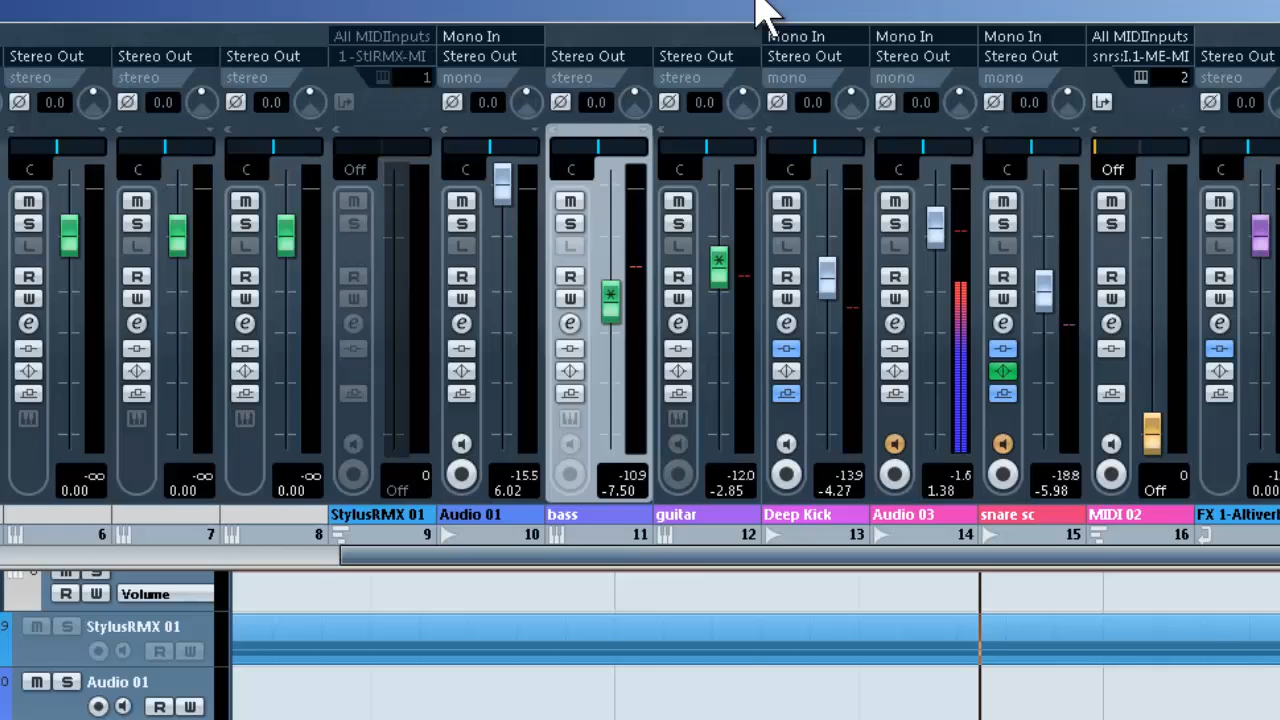 All MIDIInputs Mono In Mono In Mono In Mono In All MIDIInputs
Stereo Out Stereo Out Stereo Out 1-StIRMX-MI Stereo Out Stereo Out Stereo Out Stereo Out Stereo Out Stereo Out snrs:I.1-ME-MI Stereo Out
stereo stereo stereo 1 mono stereo stereo mono mono mono 2 stereo
0.0 0.0 0.0 0.0 0.0 0.0 0.0 0.0 0.0 0.0
C C C Off C C C C C C Off C
M M M M M M M M M M M M
S S S S S S S S S S S S
L L L L L L L L L L
R R R R R R R R R R R R
W W W W W W W W W W W W
e e e e e e e e e e e e
-∞ -∞ -∞ 0 -15.5 -10.9 -12.0 -13.9 -1.6 -18.8 0 -∞
0.00 0.00 0.00 Off 6.02 -7.50 -2.85 -4.27 1.38 -5.98 Off 0.00
StylusRMX 01 Audio 01 bass guitar Deep Kick Audio 03 snare sc MIDI 02 FX 1-Altiverb
6 7 8 9 10 11 12 13 14 15 16
M S
R W Volume
9 M S StylusRMX 01
R W
0 M S Audio 01
R W